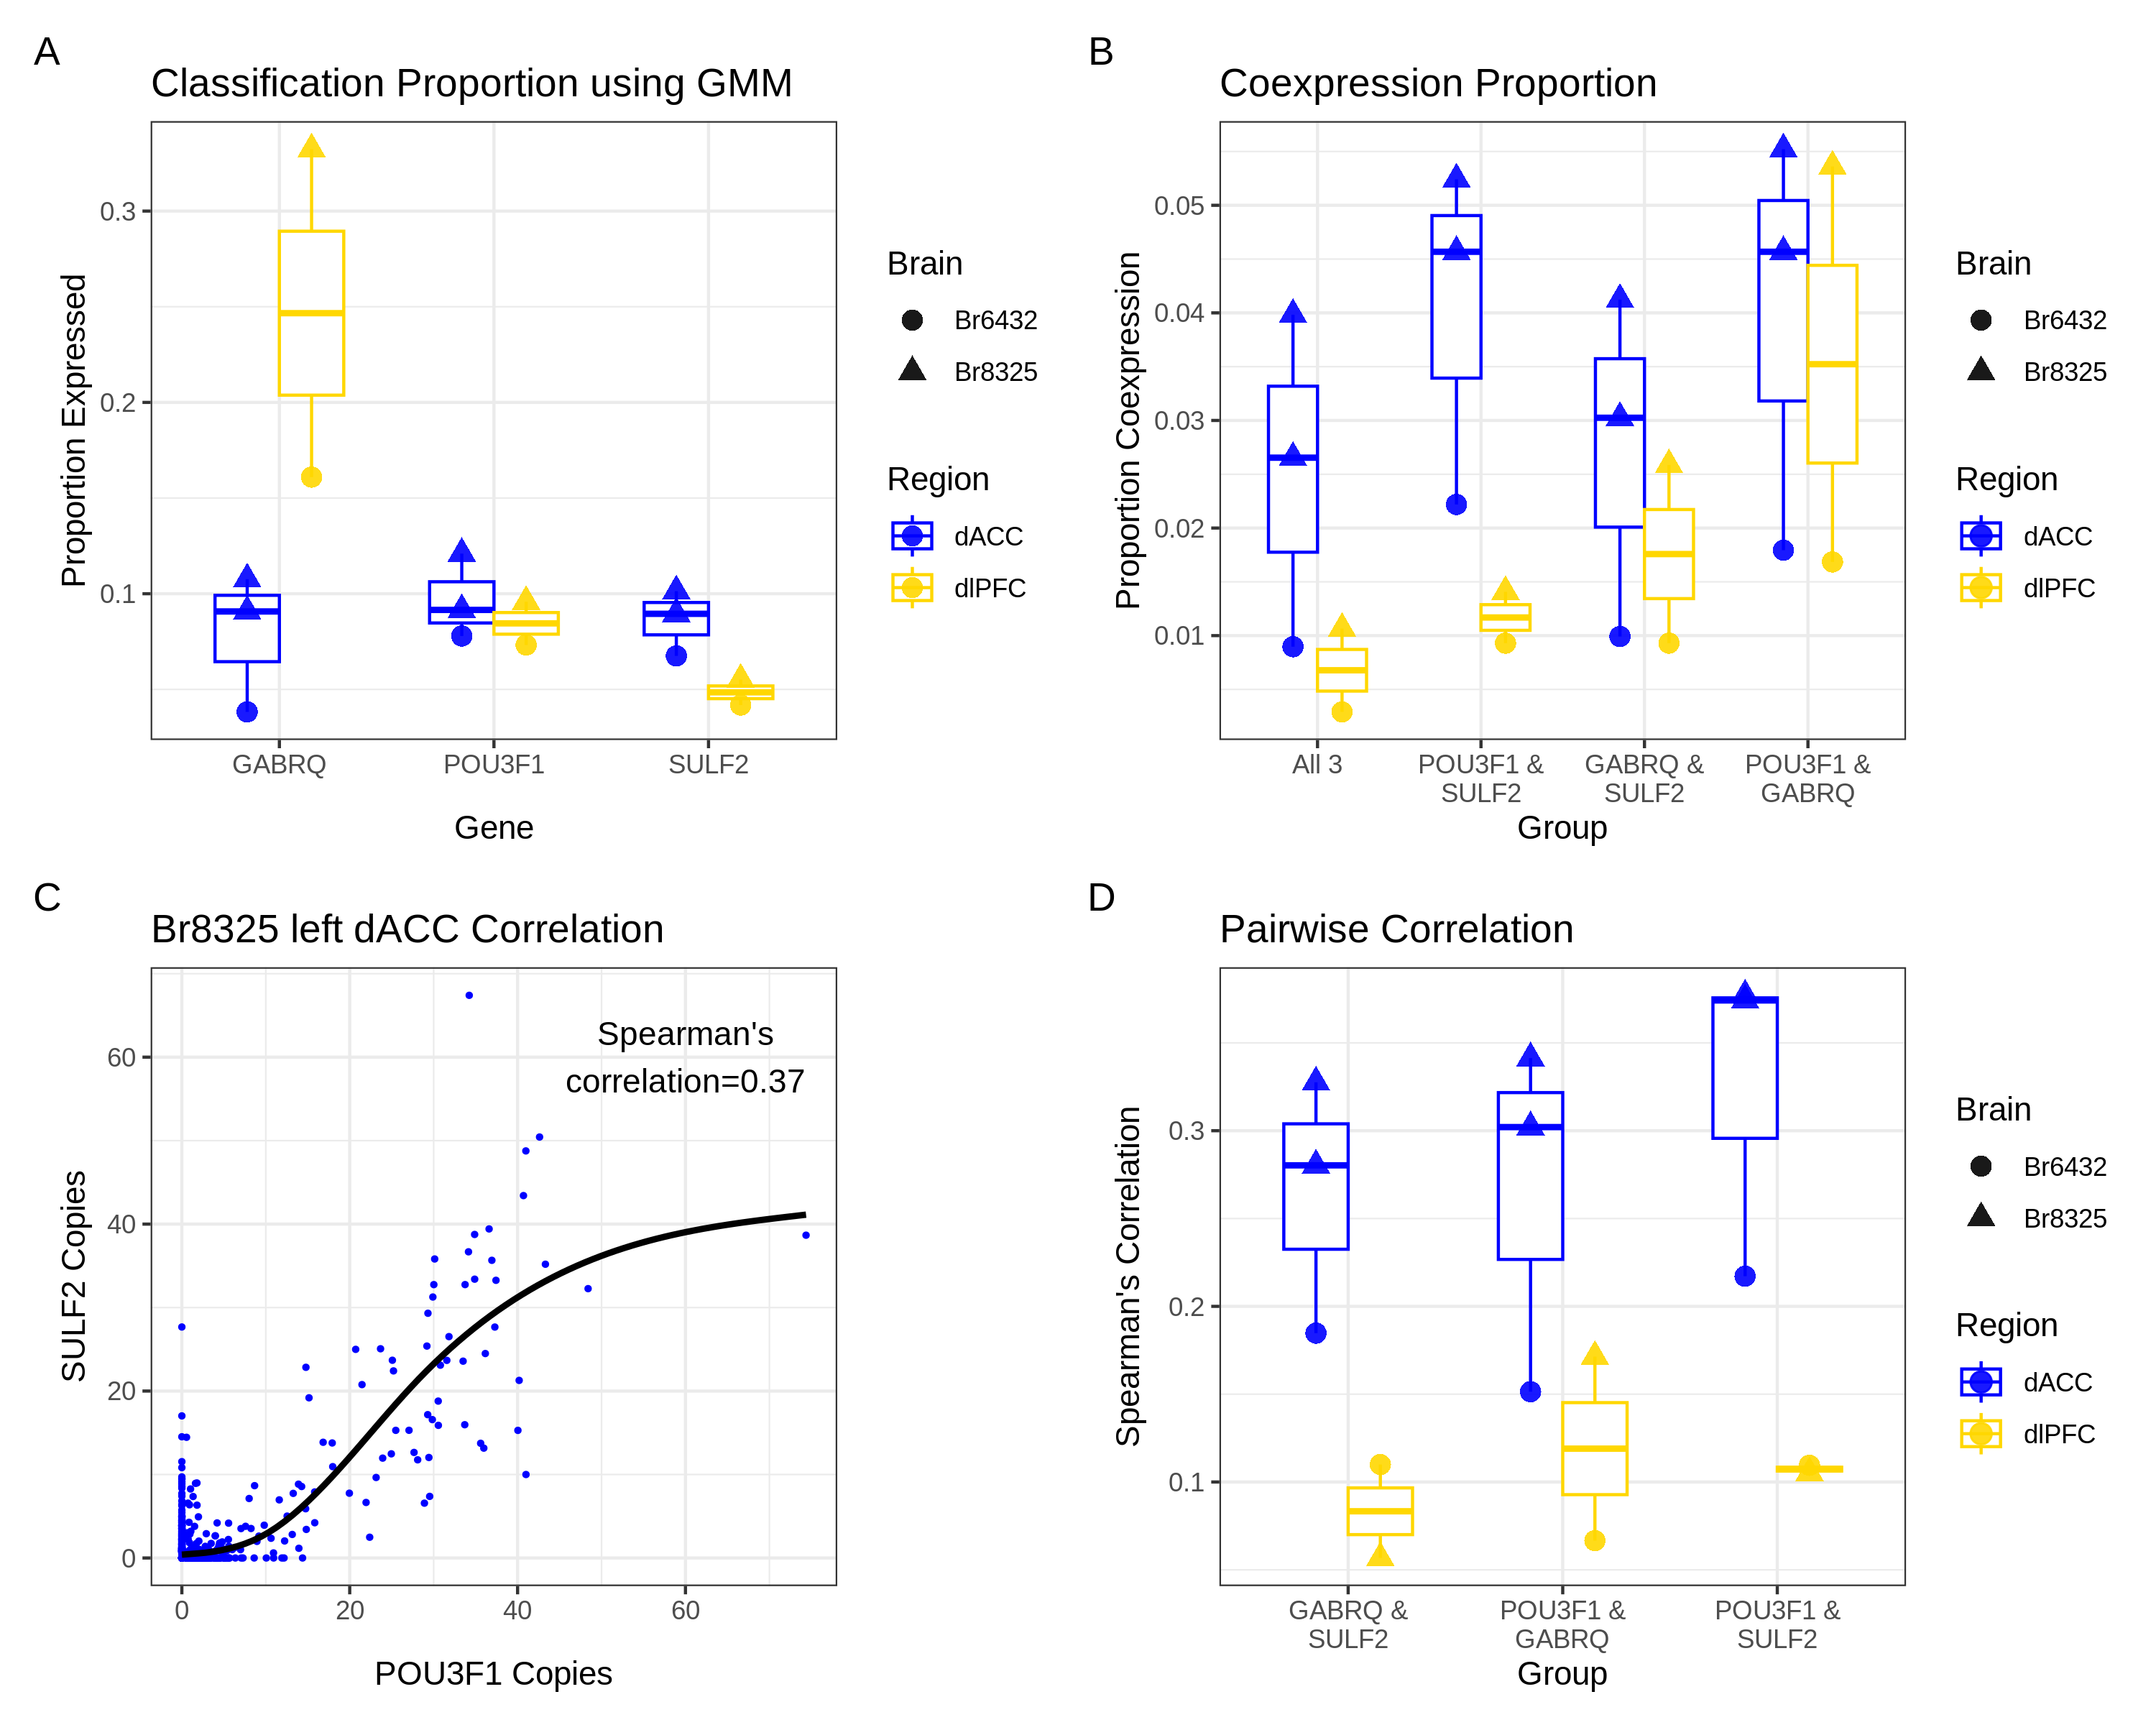 A
Classification Proportion using GMM
Proportion Expressed
0.3
0.2
0.1
GABRQ
POU3F1
SULF2
Gene
Brain
Br6432
Br8325
Region
dACC
dlPFC
B
Coexpression Proportion
Proportion Coexpression
0.05
0.04
0.03
0.02
0.01
All 3
POU3F1 &
SULF2
GABRQ &
SULF2
POU3F1 &
GABRQ
Group
Brain
Br6432
Br8325
Region
dACC
dlPFC
C
Br8325 left dACC Correlation
SULF2 Copies
60
40
20
0
Spearman's
correlation=0.37
0
20
40
60
POU3F1 Copies
D
Pairwise Correlation
Spearman's Correlation
0.3
0.2
0.1
GABRQ &
SULF2
POU3F1 &
GABRQ
POU3F1 &
SULF2
Group
Brain
Br6432
Br8325
Region
dACC
dlPFC